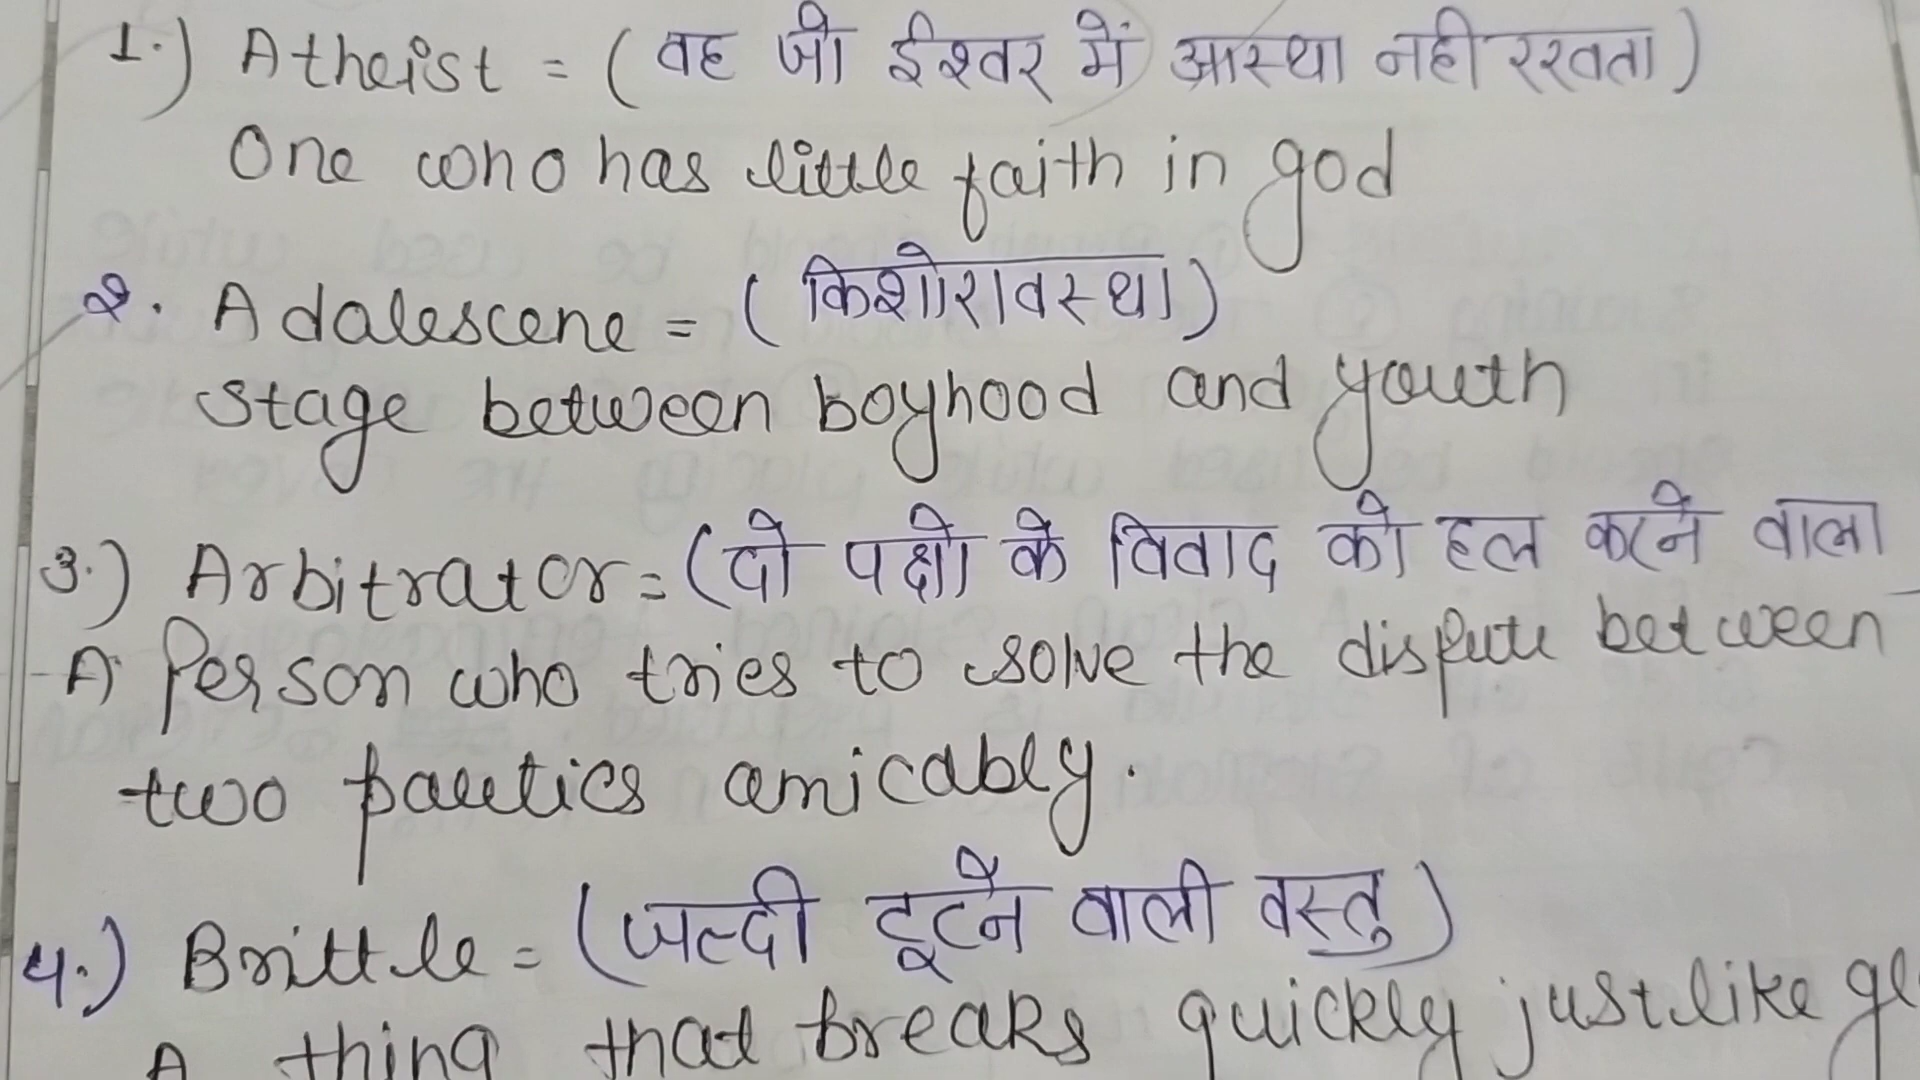 1.) Atheist = ( वह जो ईश्वर में आस्था नही रखता )
One who has little faith in god
2. Adalescene = ( किशोरावस्था )
stage between boyhood and youth
3.) Arbitrator = ( दो पक्षो के विवाद को हल करने वाला
A Person who tries to solve the dispute between
two parties amicably.
4.) Brittle = ( जल्दी टूटने वाली वस्तु )
A thing that breaks quickly just like